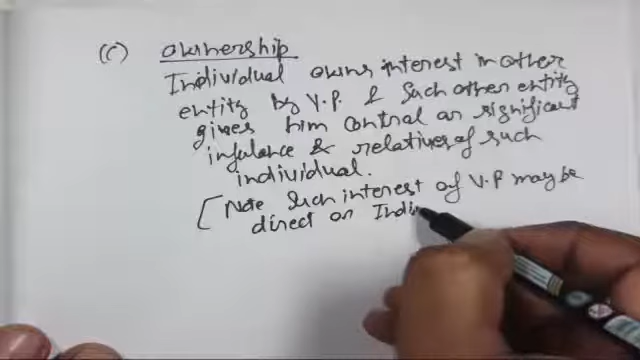 (c) ownership
Individual owns interest in other
entity by V.P. & such other entity
gives him control or significant
infulance & relatives of such
individual.
[Note Such interest of V.P may be
direct or Indi